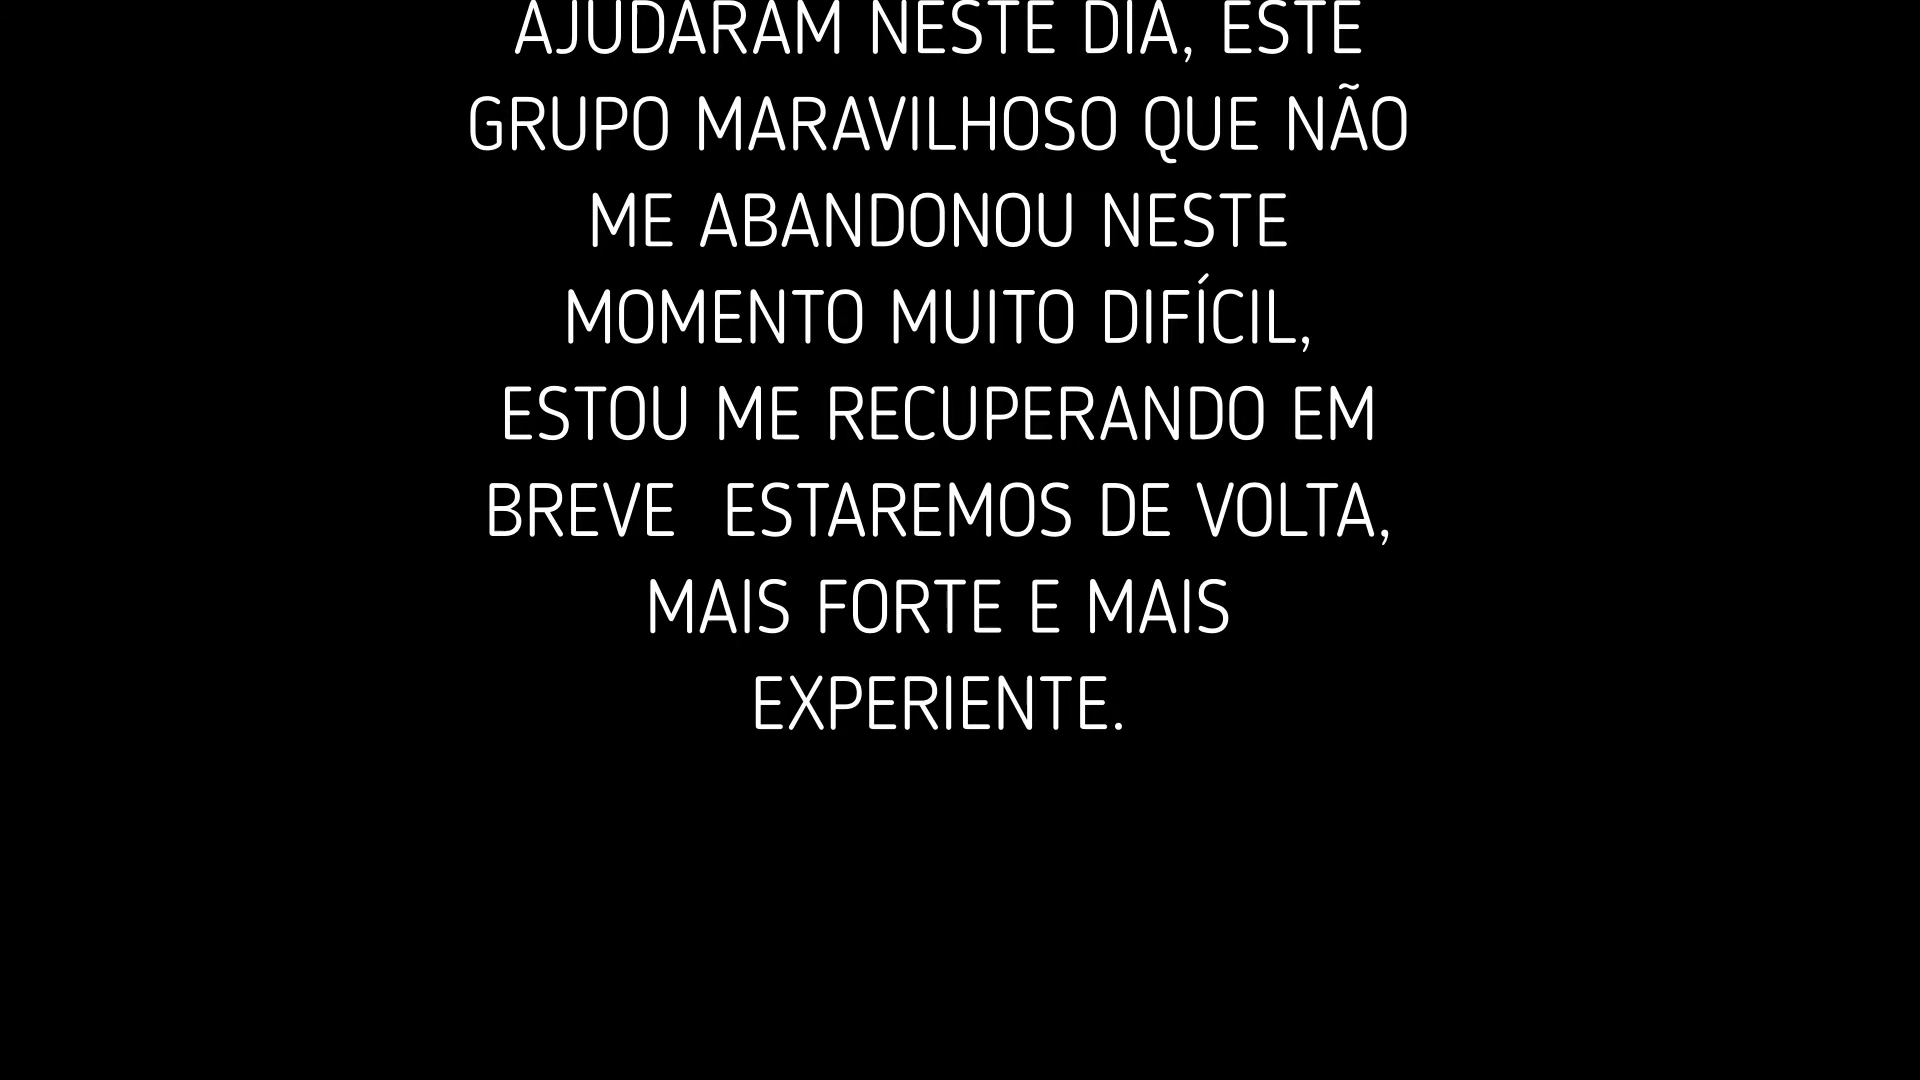 AJUDARAM NESTE DIA, ESTE
GRUPO MARAVILHOSO QUE NÃO
ME ABANDONOU NESTE
MOMENTO MUITO DIFÍCIL,
ESTOU ME RECUPERANDO EM
BREVE  ESTAREMOS DE VOLTA,
MAIS FORTE E MAIS
EXPERIENTE.